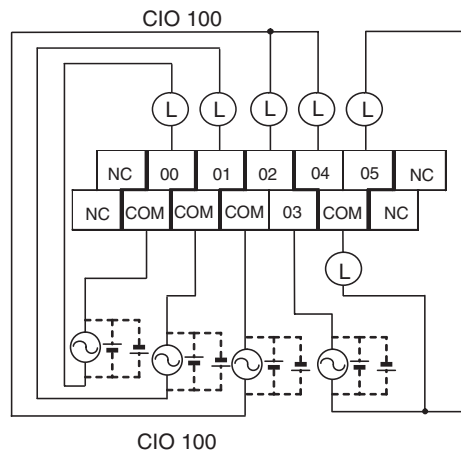 CIO 100
L L L L L
NC 00 01 02 04 05 NC
NC COM COM COM 03 COM NC
L
CIO 100